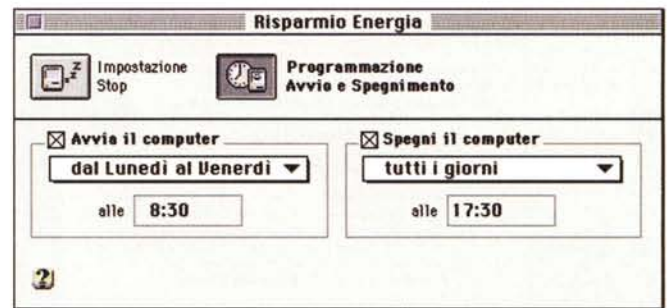 Risparmio Energia
Impostazione
Stop
Programmazione
Avvio e Spegnimento
Avvia il computer
dal Lunedì al Venerdì
alle 8:30
Spegni il computer
tutti i giorni
alle 17:30
?